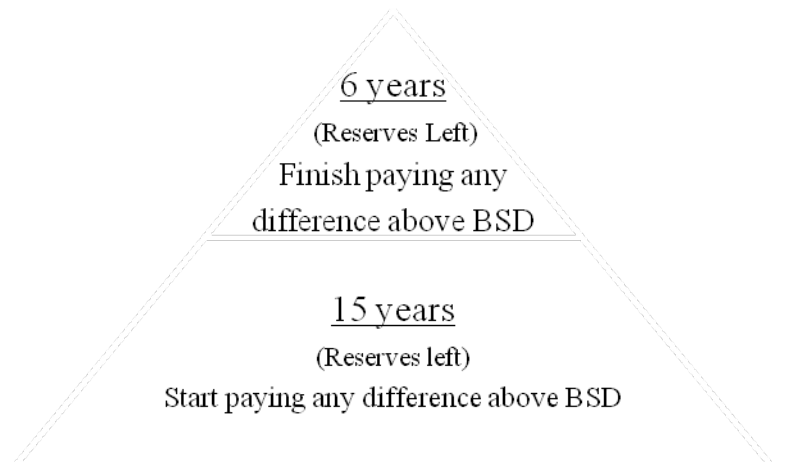 6 years
(Reserves Left)
Finish paying any
difference above BSD
15 years
(Reserves left)
Start paying any difference above BSD